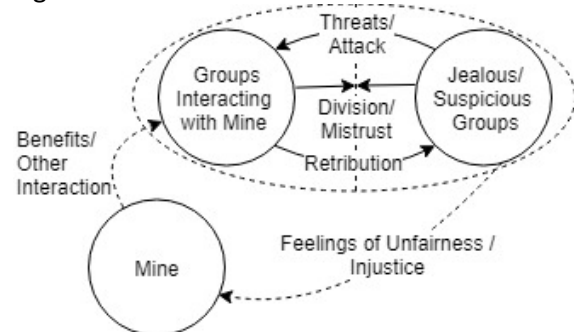 Threats/
Attack
Groups
Interacting
with Mine
Jealous/
Suspicious
Groups
Division/
Mistrust
Retribution
Benefits/
Other
Interaction
Mine
Feelings of Unfairness /
Injustice